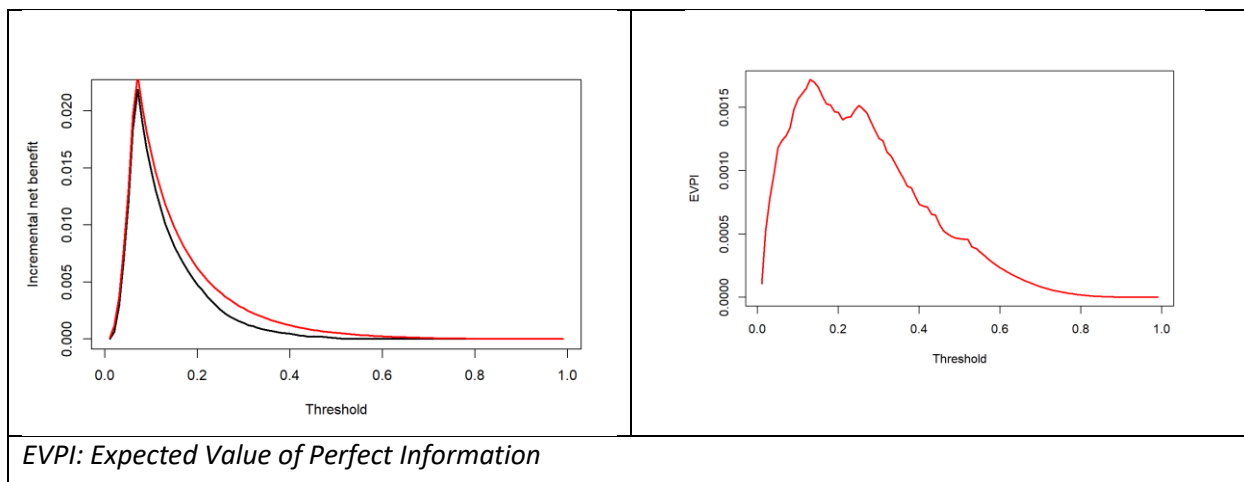 Incremental net benefit
0.000 0.005 0.010 0.015 0.020
0.0 0.2 0.4 0.6 0.8 1.0
Threshold
EVPI
0.0000 0.0005 0.0010 0.0015
0.0 0.2 0.4 0.6 0.8 1.0
Threshold
EVPI: Expected Value of Perfect Information